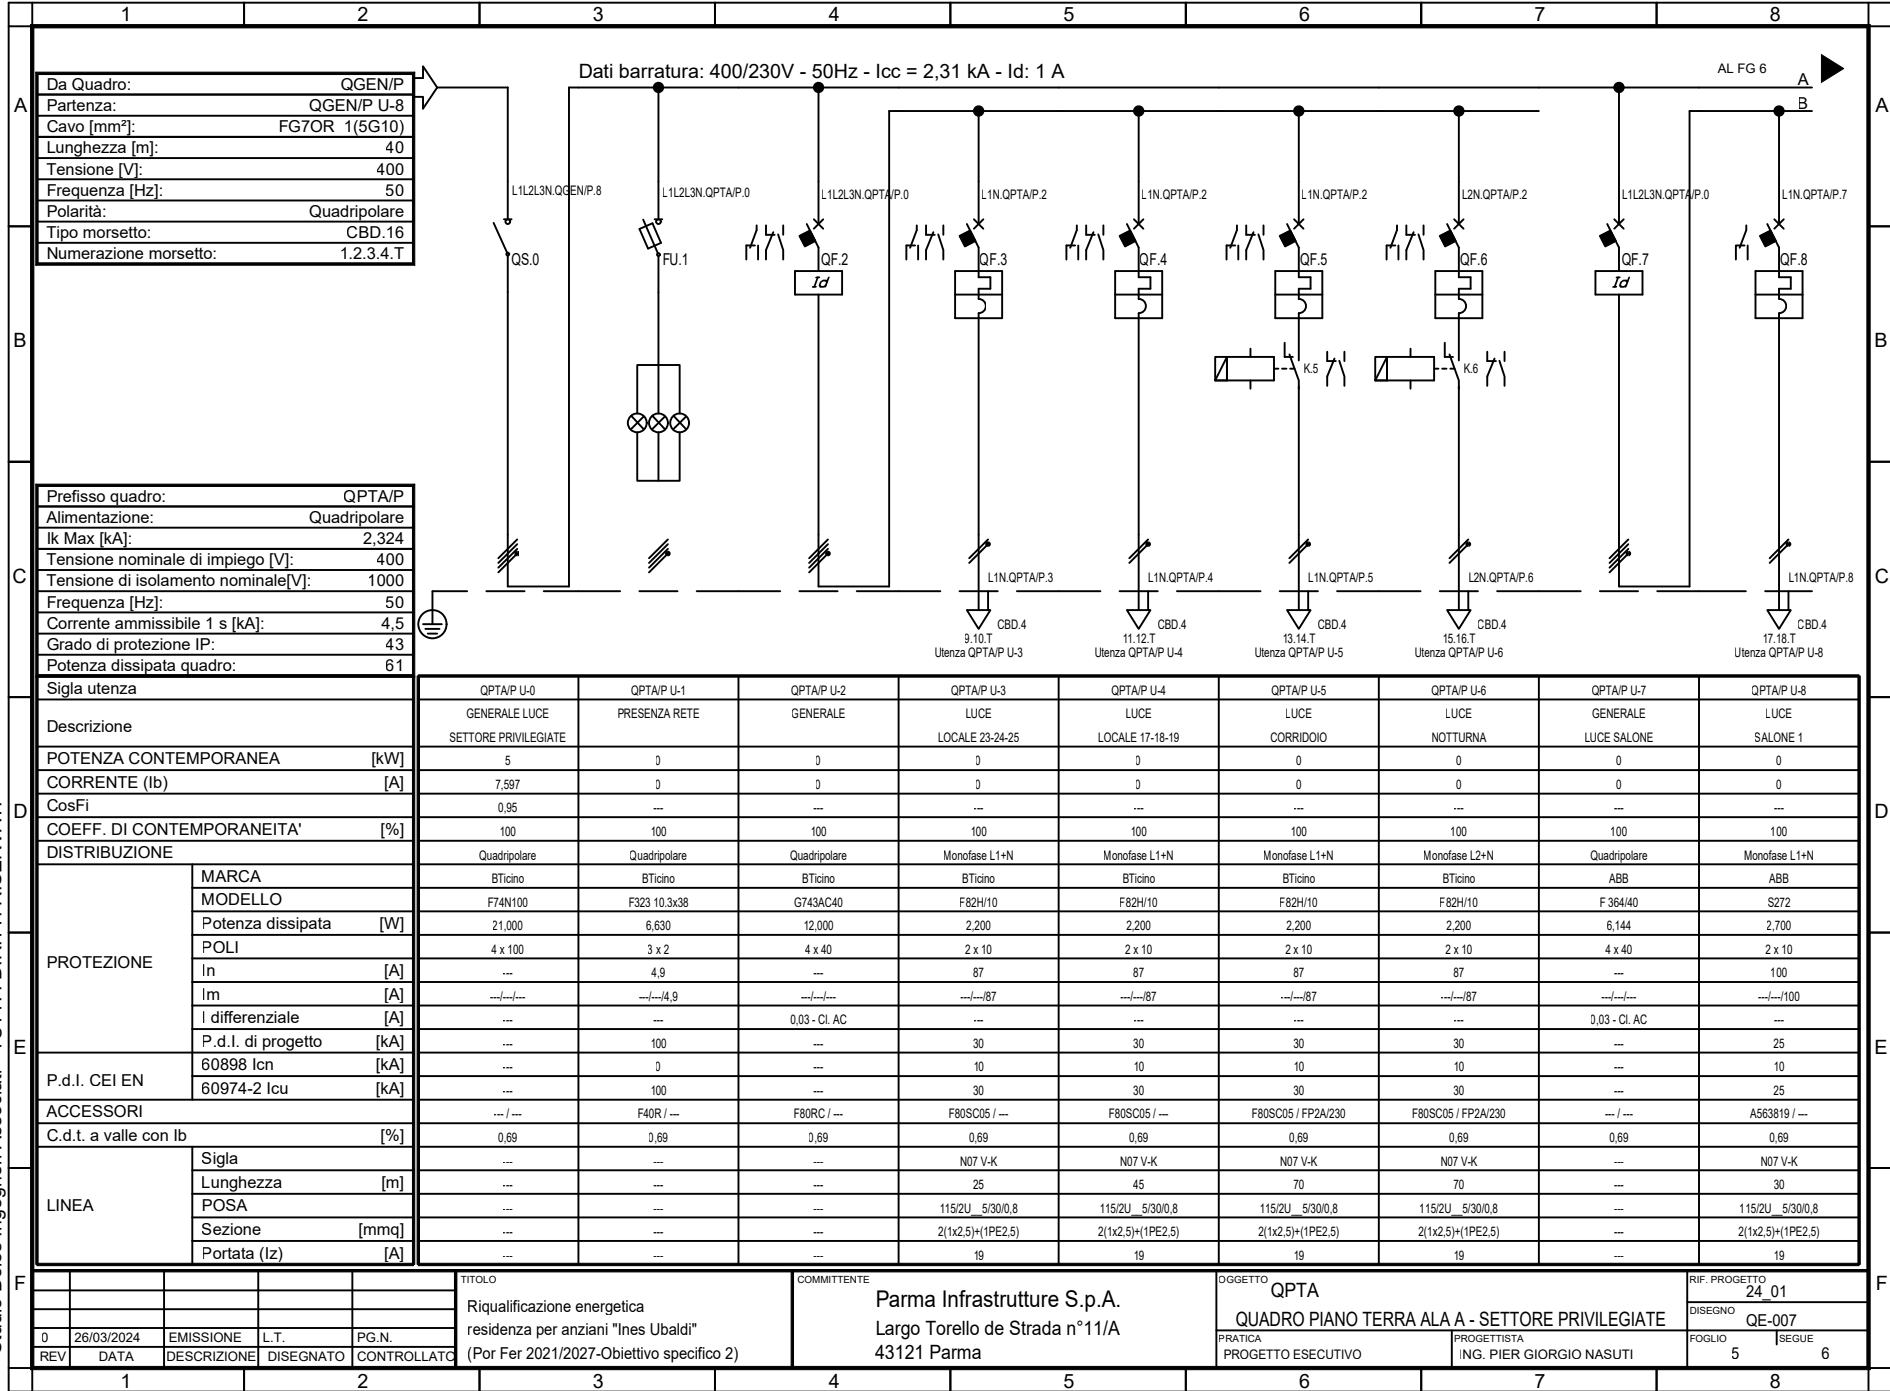 1 2 3 4 5 6 7 8
Dati barratura: 400/230V - 50Hz - Icc = 2,31 kA - Id: 1 A
AL FG 6
A
B
Da Quadro: QGEN/P
Partenza: QGEN/P U-8
Cavo [mm²]: FG7OR 1(5G10)
Lunghezza [m]: 40
Tensione [V]: 400
Frequenza [Hz]: 50
Polarità: Quadripolare
Tipo morsetto: CBD.16
Numerazione morsetto: 1.2.3.4.T
A A
L1L2L3N.QGEN/P.8 L1L2L3N.QPTA/P.0 L1L2L3N.QPTA/P.0 L1N.QPTA/P.2 L1N.QPTA/P.2 L1N.QPTA/P.2 L2N.QPTA/P.2 L1L2L3N.QPTA/P.0 L1N.QPTA/P.7
QS.0 FU.1 QF.2 QF.3 QF.4 QF.5 QF.6 QF.7 QF.8
Id Id
B B
K.5 K.6
Prefisso quadro: QPTA/P
Alimentazione: Quadripolare
Ik Max [kA]: 2,324
Tensione nominale di impiego [V]: 400
Tensione di isolamento nominale[V]: 1000
Frequenza [Hz]: 50
Corrente ammissibile 1 s [kA]: 4,5
Grado di protezione IP: 43
Potenza dissipata quadro: 61
C C
L1N.QPTA/P.3 L1N.QPTA/P.4 L1N.QPTA/P.5 L2N.QPTA/P.6 L1N.QPTA/P.8
CBD.4 CBD.4 CBD.4 CBD.4 CBD.4
9.10.T 11.12.T 13.14.T 15.16.T 17.18.T
Utenza QPTA/P U-3 Utenza QPTA/P U-4 Utenza QPTA/P U-5 Utenza QPTA/P U-6 Utenza QPTA/P U-8
Sigla utenza QPTA/P U-0 QPTA/P U-1 QPTA/P U-2 QPTA/P U-3 QPTA/P U-4 QPTA/P U-5 QPTA/P U-6 QPTA/P U-7 QPTA/P U-8
Descrizione GENERALE LUCE PRESENZA RETE GENERALE LUCE LUCE LUCE LUCE GENERALE LUCE
SETTORE PRIVILEGIATE LOCALE 23-24-25 LOCALE 17-18-19 CORRIDOIO NOTTURNA LUCE SALONE SALONE 1
POTENZA CONTEMPORANEA [kW] 5 0 0 0 0 0 0 0 0
CORRENTE (Ib) [A] 7,597 0 0 0 0 0 0 0 0
CosFi 0,95 --- --- --- --- --- --- --- ---
D D
COEFF. DI CONTEMPORANEITA' [%] 100 100 100 100 100 100 100 100 100
DISTRIBUZIONE Quadripolare Quadripolare Quadripolare Monofase L1+N Monofase L1+N Monofase L1+N Monofase L2+N Quadripolare Monofase L1+N
PROTEZIONE
MARCA BTicino BTicino BTicino BTicino BTicino BTicino BTicino ABB ABB
MODELLO F74N100 F323 10.3x38 G743AC40 F82H/10 F82H/10 F82H/10 F82H/10 F 364/40 S272
Potenza dissipata [W] 21,000 6,630 12,000 2,200 2,200 2,200 2,200 6,144 2,700
POLI 4 x 100 3 x 2 4 x 40 2 x 10 2 x 10 2 x 10 2 x 10 4 x 40 2 x 10
In [A] --- 4,9 --- 87 87 87 87 --- 100
Im [A] ---/---/--- ---/---/4,9 ---/---/--- ---/---/87 ---/---/87 ---/---/87 ---/---/87 ---/---/--- ---/---/100
I differenziale [A] --- --- 0,03 - Cl. AC --- --- --- --- 0,03 - Cl. AC ---
E E
P.d.I. di progetto [kA] --- 100 --- 30 30 30 30 --- 25
P.d.I. CEI EN
60898 Icn [kA] --- 0 --- 10 10 10 10 --- 10
60974-2 Icu [kA] --- 100 --- 30 30 30 30 --- 25
ACCESSORI --- / --- F40R / --- F80RC / --- F80SC05 / --- F80SC05 / --- F80SC05 / FP2A/230 F80SC05 / FP2A/230 --- / --- A563819 / ---
C.d.t. a valle con Ib [%] 0,69 0,69 0,69 0,69 0,69 0,69 0,69 0,69 0,69
LINEA
Sigla --- --- --- N07 V-K N07 V-K N07 V-K N07 V-K --- N07 V-K
Lunghezza [m] --- --- --- 25 45 70 70 --- 30
POSA --- --- --- 115/2U__5/30/0,8 115/2U__5/30/0,8 115/2U__5/30/0,8 115/2U__5/30/0,8 --- 115/2U__5/30/0,8
Sezione [mmq] --- --- --- 2(1x2,5)+(1PE2,5) 2(1x2,5)+(1PE2,5) 2(1x2,5)+(1PE2,5) 2(1x2,5)+(1PE2,5) --- 2(1x2,5)+(1PE2,5)
Portata (Iz) [A] --- --- --- 19 19 19 19 --- 19
F F
0 26/03/2024 EMISSIONE L.T. PG.N.
REV DATA DESCRIZIONE DISEGNATO CONTROLLATO
TITOLO
Riqualificazione energetica
residenza per anziani "Ines Ubaldi"
(Por Fer 2021/2027-Obiettivo specifico 2)
COMMITTENTE
Parma Infrastrutture S.p.A.
Largo Torello de Strada n°11/A
43121 Parma
OGGETTO
QPTA
QUADRO PIANO TERRA ALA A - SETTORE PRIVILEGIATE
PRATICA
PROGETTO ESECUTIVO
PROGETTISTA
ING. PIER GIORGIO NASUTI
RIF. PROGETTO
24_01
DISEGNO
QE-007
FOGLIO SEGUE
5 6
1 2 3 4 5 6 7 8